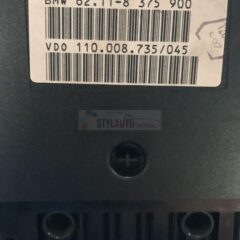 BMW 62.11-8 375 900
VDO 110.008.735/045
STYLAUTO